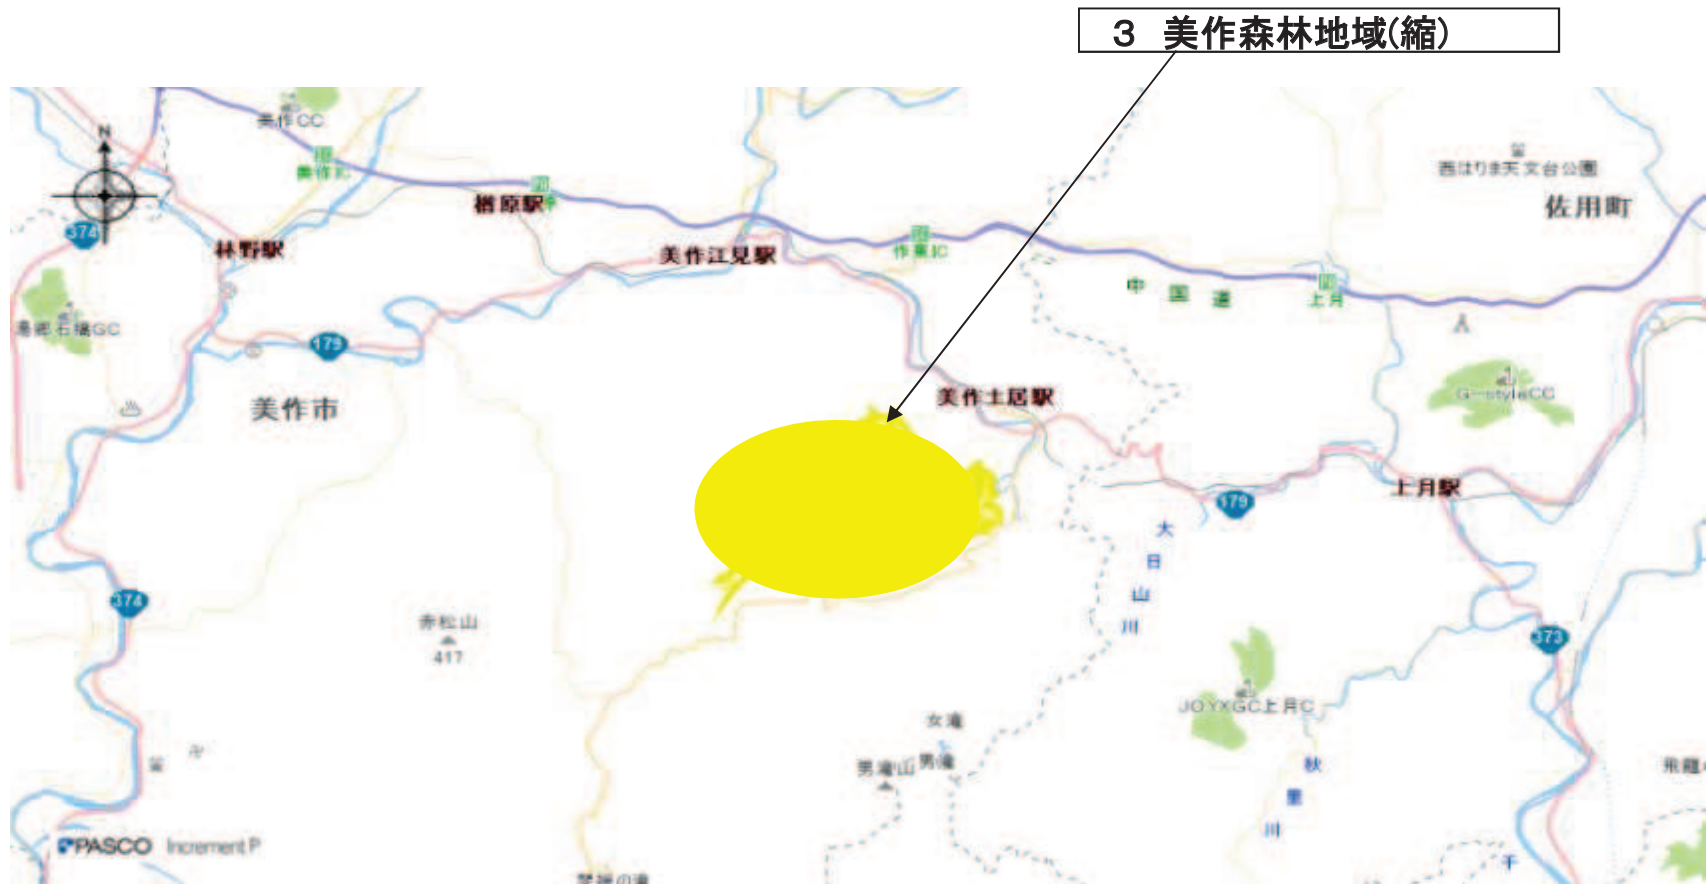 ３　美作森林地域(縮)
美作CC
N
美作IC
西はりま天文台公園
楢原駅
佐用町
374
林野駅
美作江見駅
作東IC
中国道
上月
湯郷石橋GC
179
美作市
美作土居駅
G-styleCC
上月駅
179
大日山川
374
赤松山
417
373
JOYXGC上月C
女滝
男滝山
男滝
秋里川
PASCO Increment P
千